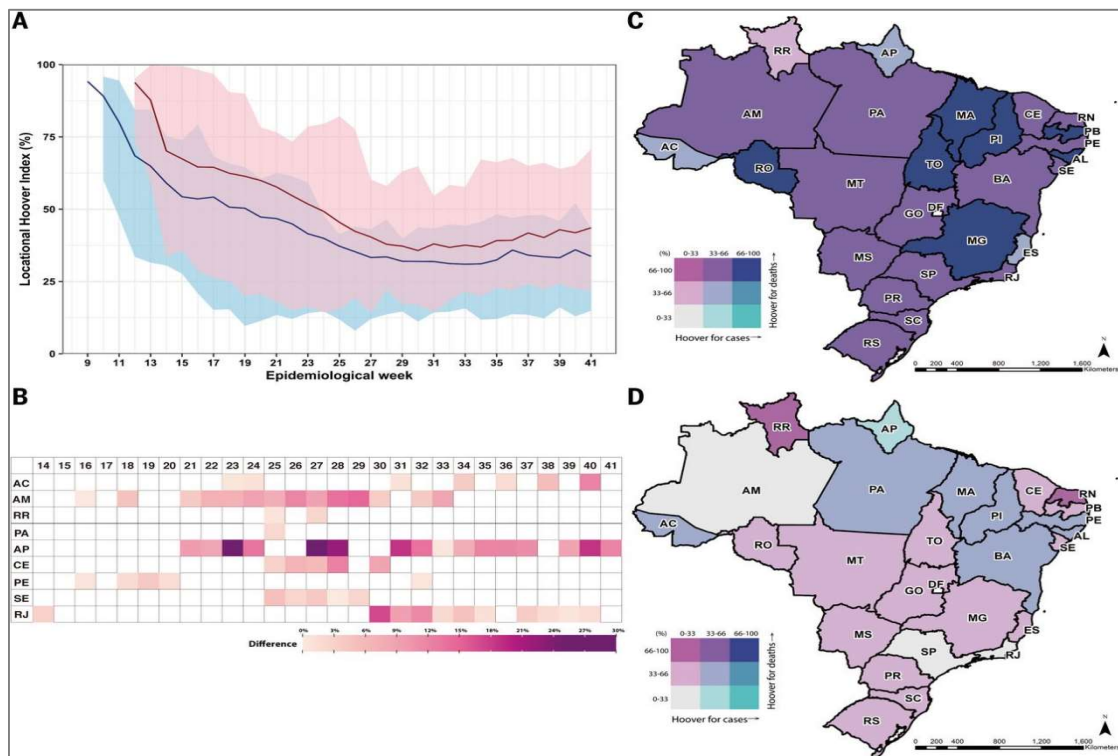 A
Locational Hoover Index (%)
100
75
50
25
0
9 11 13 15 17 19 21 23 25 27 29 31 33 35 37 39 41
Epidemiological week
B
14 15 16 17 18 19 20 21 22 23 24 25 26 27 28 29 30 31 32 33 34 35 36 37 38 39 40 41
AC
AM
RR
PA
AP
CE
PE
SE
RJ
Difference
0% 3% 6% 9% 12% 15% 18% 21% 24% 27% 30%
C
RR
AP
AM
PA
MA
CE
RN
PB
PE
PI
AL
SE
AC
RO
TO
BA
MT
DF
GO
MG
ES
MS
SP
RJ
PR
SC
RS
(%) 0-33 33-66 66-100
66-100
33-66
0-33
Hoover for deaths→
Hoover for cases→
N
0 200 400 800 1,200 1,600
Kilometers
D
RR
AP
AM
PA
MA
CE
RN
PB
PE
PI
AL
SE
AC
RO
TO
BA
MT
DF
GO
MG
ES
MS
SP
RJ
PR
SC
RS
(%) 0-33 33-66 66-100
66-100
33-66
0-33
Hoover for deaths→
Hoover for cases→
N
0 200 400 800 1,200 1,600
Kilometers